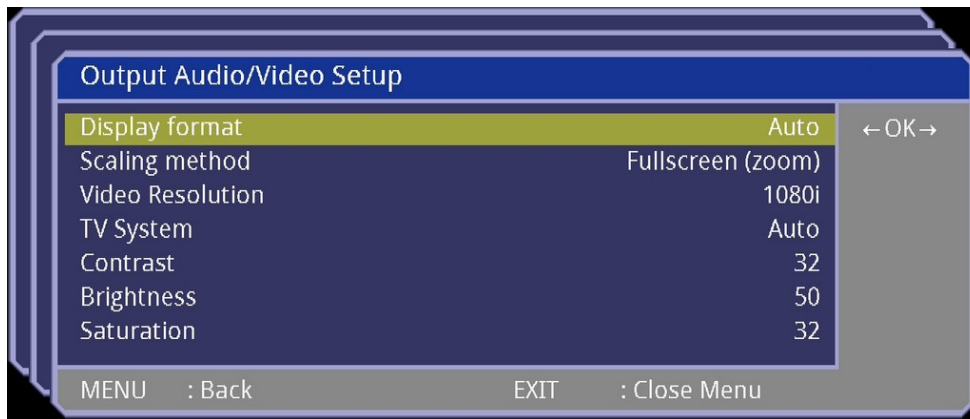 Output Audio/Video Setup
Display format Auto ←OK→
Scaling method Fullscreen (zoom)
Video Resolution 1080i
TV System Auto
Contrast 32
Brightness 50
Saturation 32
MENU : Back EXIT : Close Menu